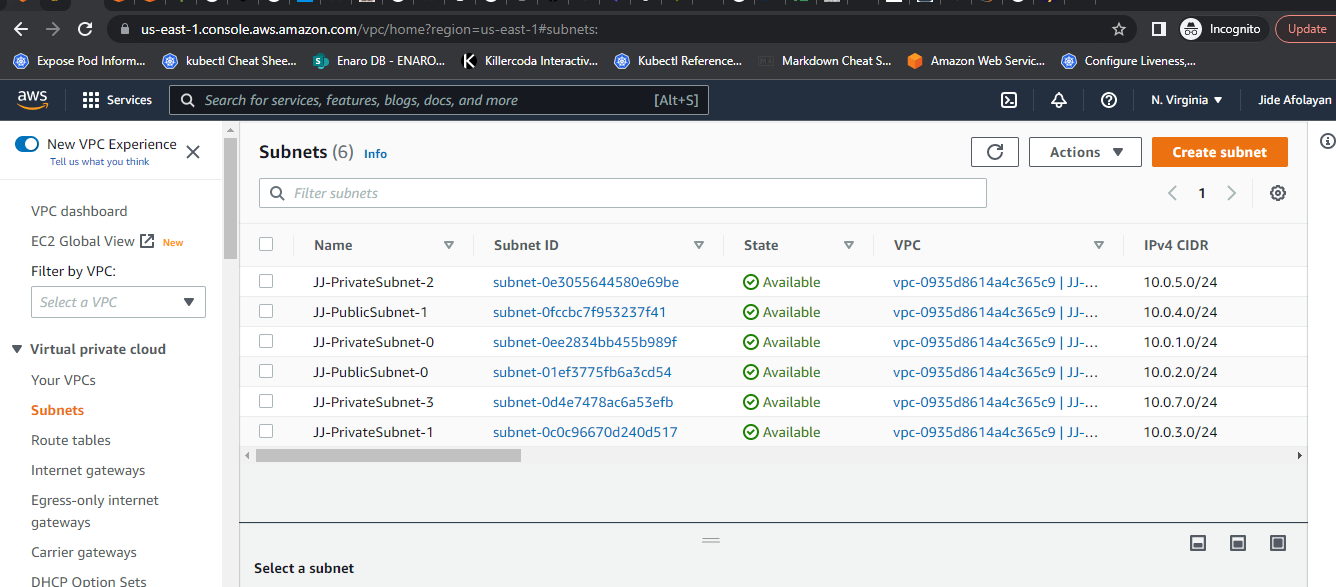 us-east-1.console.aws.amazon.com/vpc/home?region=us-east-1#subnets:
Incognito
Update
Expose Pod Inform...
kubectl Cheat Shee...
Enaro DB - ENARO...
Killercoda Interactiv...
Kubectl Reference...
Markdown Cheat S...
Amazon Web Servic...
Configure Liveness,...
aws
Services
Search for services, features, blogs, docs, and more
[Alt+S]
N. Virginia
Jide Afolayan
New VPC Experience
Tell us what you think
VPC dashboard
EC2 Global View New
Filter by VPC:
Select a VPC
Virtual private cloud
Your VPCs
Subnets
Route tables
Internet gateways
Egress-only internet
gateways
Carrier gateways
DHCP Option Sets
Subnets (6) Info
Actions
Create subnet
Filter subnets
1
Name Subnet ID State VPC IPv4 CIDR
JJ-PrivateSubnet-2 subnet-0e3055644580e69be Available vpc-0935d8614a4c365c9 | JJ-... 10.0.5.0/24
JJ-PublicSubnet-1 subnet-0fccbc7f953237f41 Available vpc-0935d8614a4c365c9 | JJ-... 10.0.4.0/24
JJ-PrivateSubnet-0 subnet-0ee2834bb455b989f Available vpc-0935d8614a4c365c9 | JJ-... 10.0.1.0/24
JJ-PublicSubnet-0 subnet-01ef3775fb6a3cd54 Available vpc-0935d8614a4c365c9 | JJ-... 10.0.2.0/24
JJ-PrivateSubnet-3 subnet-0d4e7478ac6a53efb Available vpc-0935d8614a4c365c9 | JJ-... 10.0.7.0/24
JJ-PrivateSubnet-1 subnet-0c0c96670d240d517 Available vpc-0935d8614a4c365c9 | JJ-... 10.0.3.0/24
Select a subnet